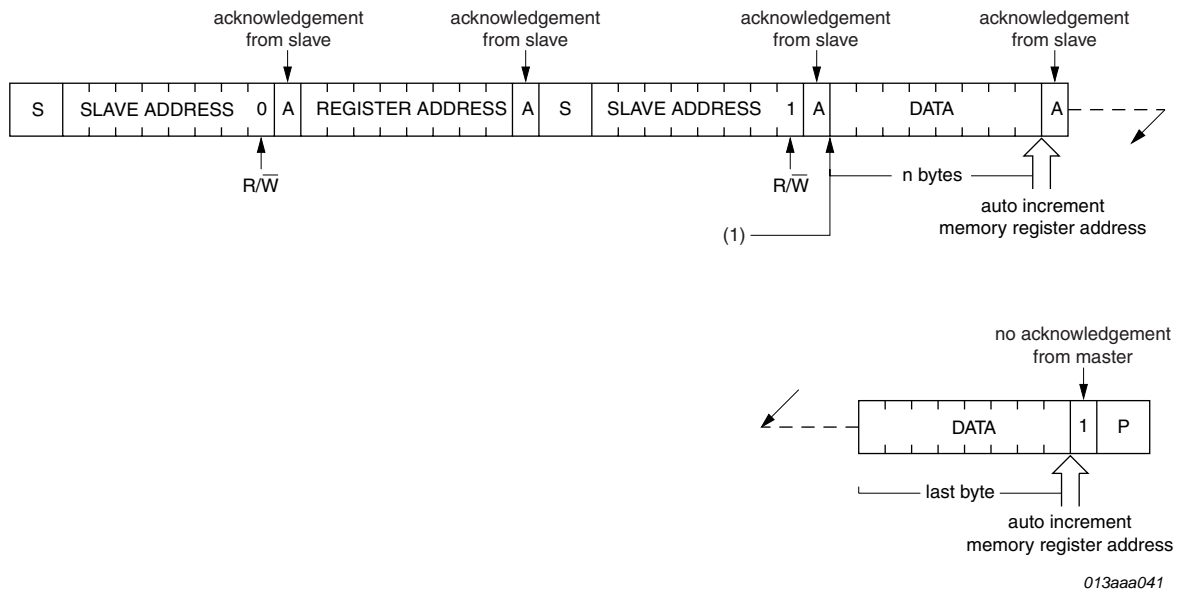 acknowledgement
from slave
acknowledgement
from slave
acknowledgement
from slave
acknowledgement
from slave
S SLAVE ADDRESS 0 A REGISTER ADDRESS A S SLAVE ADDRESS 1 A DATA A
R/W̅
R/W̅
n bytes
auto increment
memory register address
(1)
no acknowledgement
from master
DATA 1 P
last byte
auto increment
memory register address
013aaa041